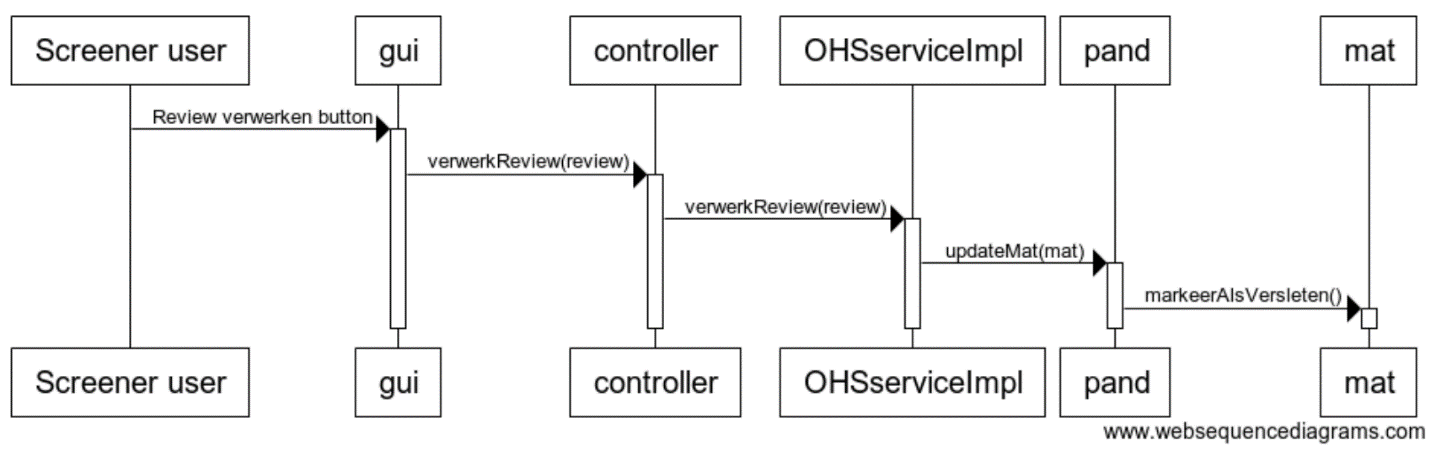 Screener user
gui
controller
OHSserviceImpl
pand
mat
Review verwerken button
verwerkReview(review)
verwerkReview(review)
updateMat(mat)
markeerAlsVersleten()
Screener user
gui
controller
OHSserviceImpl
pand
mat
www.websequencediagrams.com